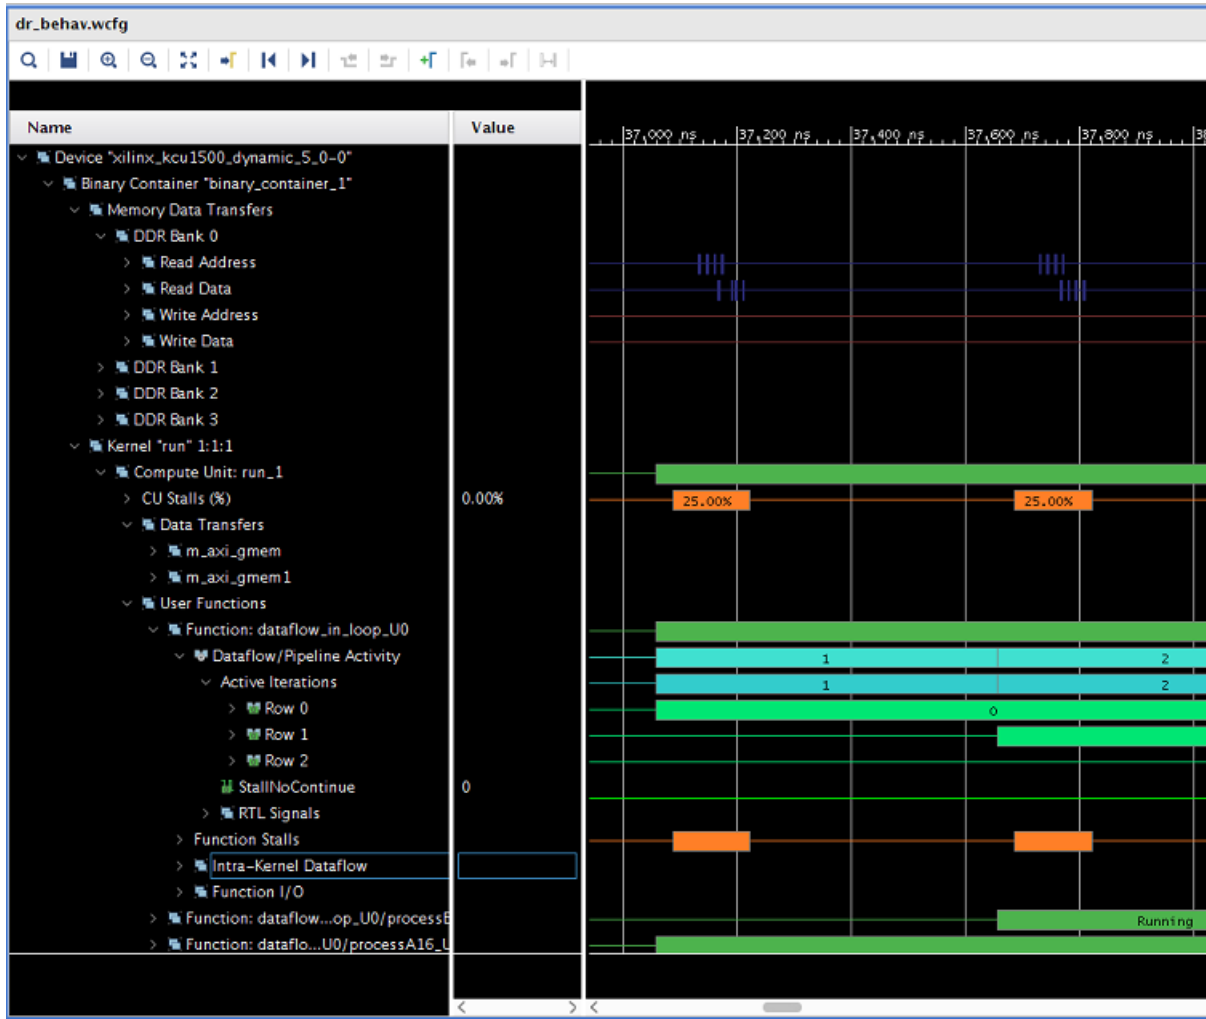 dr_behav.wcfg
Name Value
37,000 ns 37,200 ns 37,400 ns 37,600 ns 37,800 ns
Device "xilinx_kcu1500_dynamic_5_0-0"
Binary Container "binary_container_1"
Memory Data Transfers
DDR Bank 0
Read Address
Read Data
Write Address
Write Data
DDR Bank 1
DDR Bank 2
DDR Bank 3
Kernel "run" 1:1:1
Compute Unit: run_1
CU Stalls (%) 0.00% 25.00% 25.00%
Data Transfers
m_axi_gmem
m_axi_gmem1
User Functions
Function: dataflow_in_loop_U0
Dataflow/Pipeline Activity 1 2
Active Iterations 1 2
Row 0 0
Row 1
Row 2
StallNoContinue 0
RTL Signals
Function Stalls
Intra-Kernel Dataflow
Function I/O
Function: dataflow...op_U0/process Running
Function: dataflo...U0/processA16_U